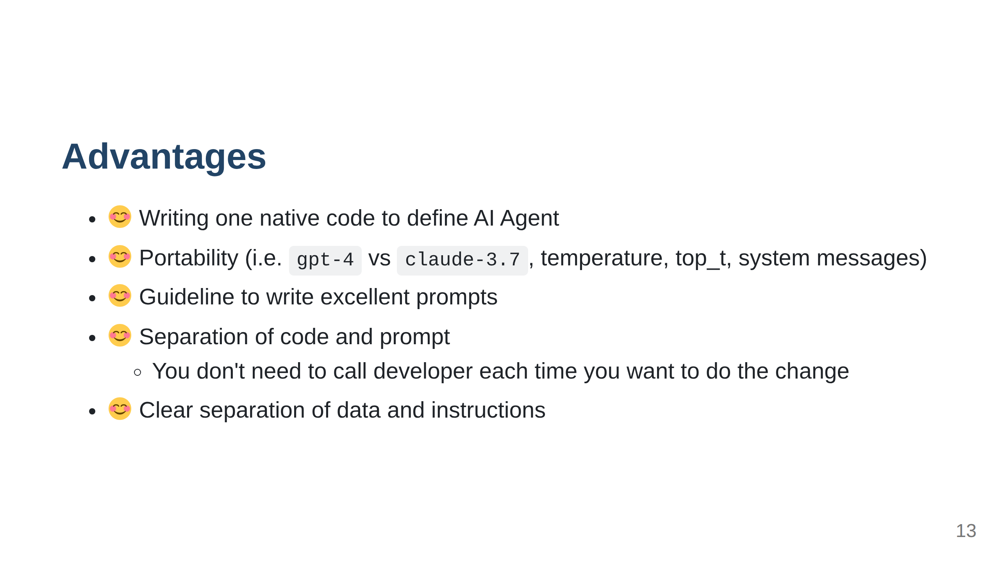 Advantages
• 😊 Writing one native code to define AI Agent
• 😊 Portability (i.e. gpt-4 vs claude-3.7, temperature, top_t, system messages)
• 😊 Guideline to write excellent prompts
• 😊 Separation of code and prompt
◦ You don't need to call developer each time you want to do the change
• 😊 Clear separation of data and instructions
13